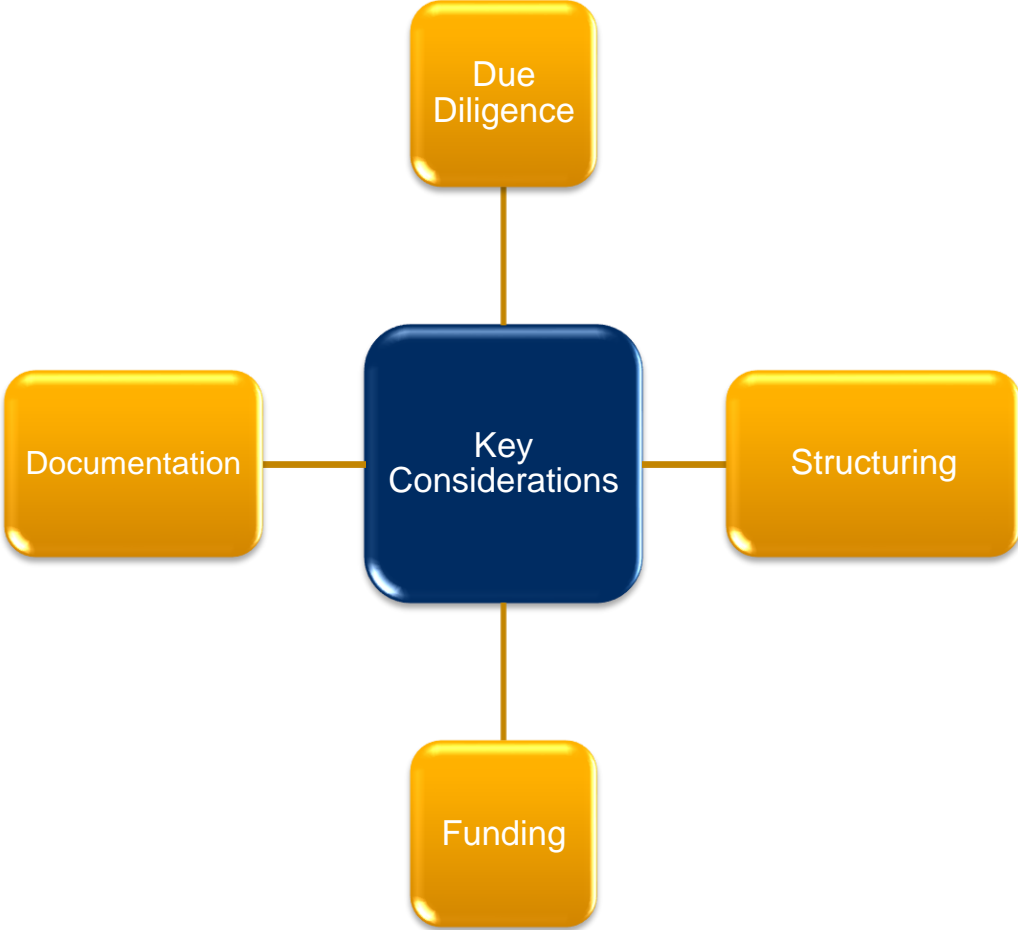 Due
Diligence
Documentation
Key
Considerations
Structuring
Funding